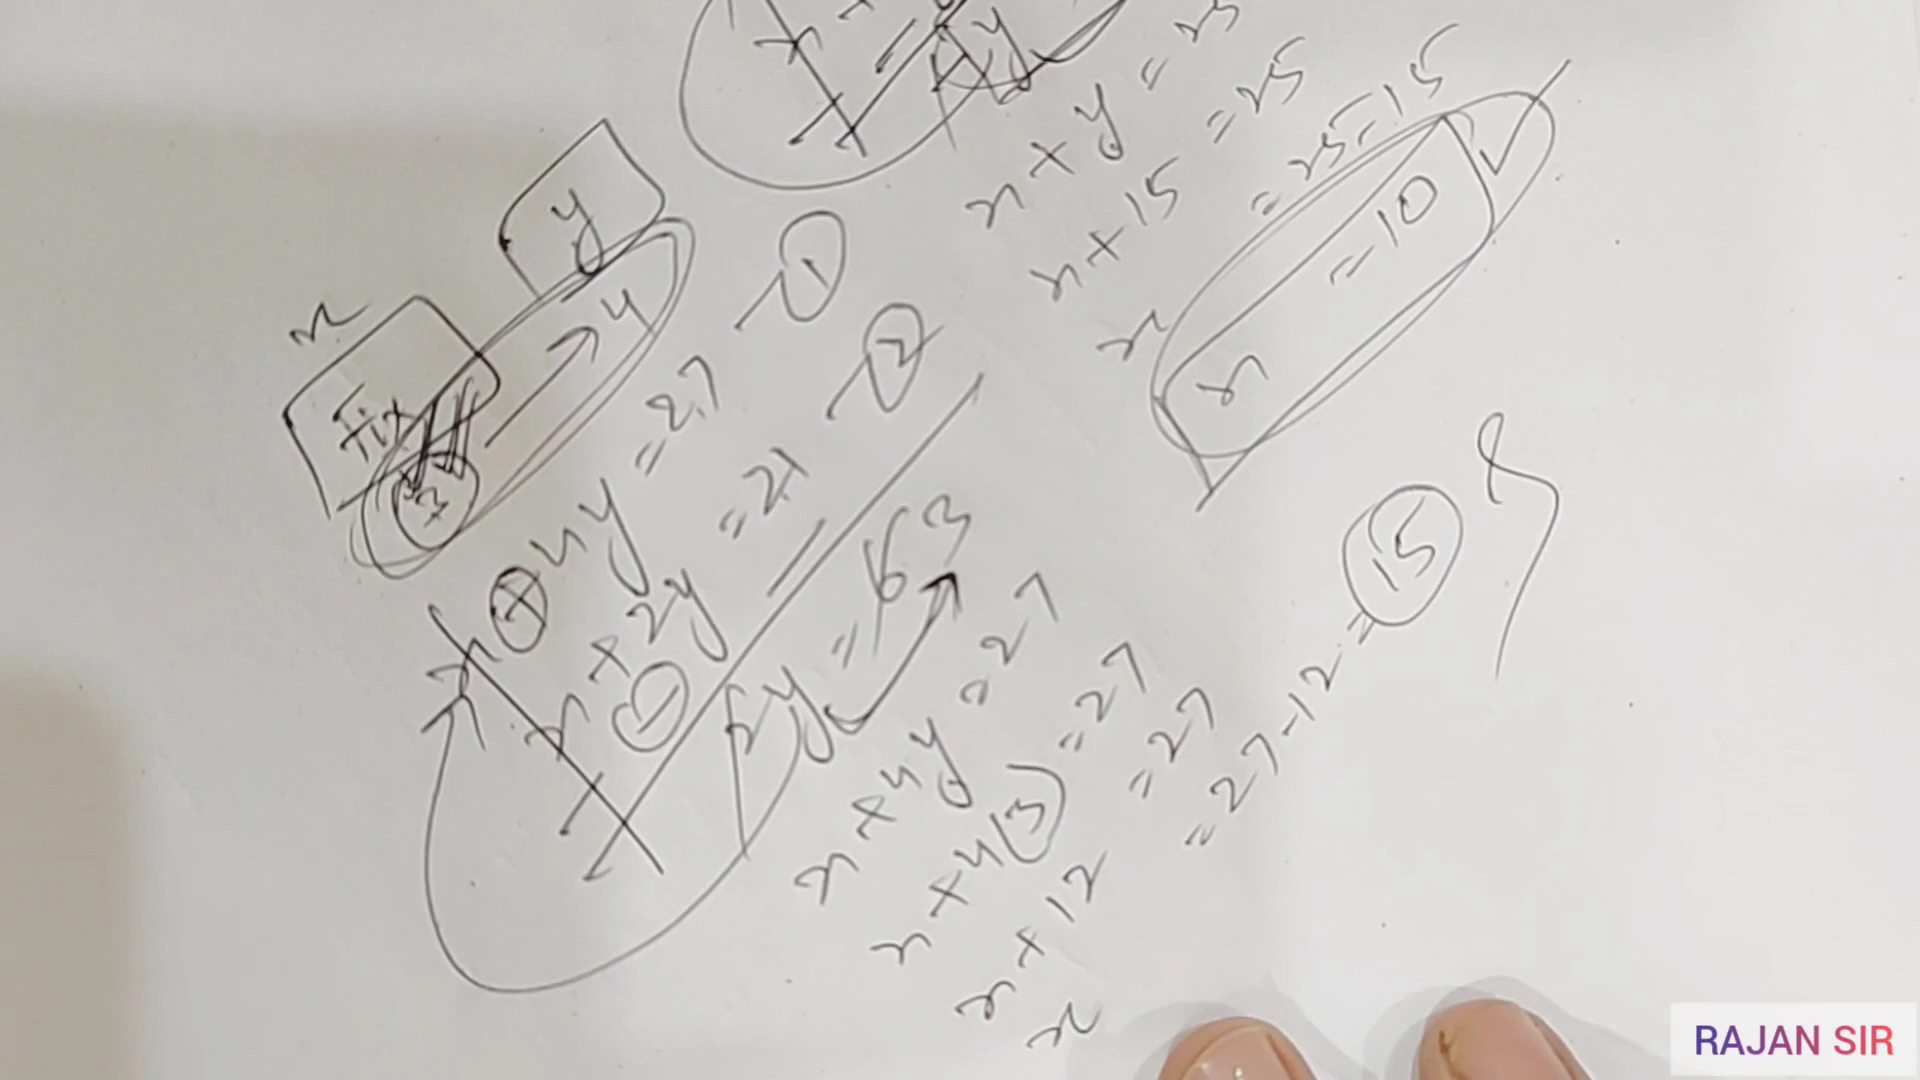 x + y = 25
x + 15 = 25
x = 25 - 15
x = 10
y
x
Fix
7 → 4
x + 4y = 27 - ①
x + 2y = 21 - ②
2y = 6 3
x + 4y = 27
x + 4(3) = 27
x + 12 = 27
x = 27 - 12 = 15
RAJAN SIR